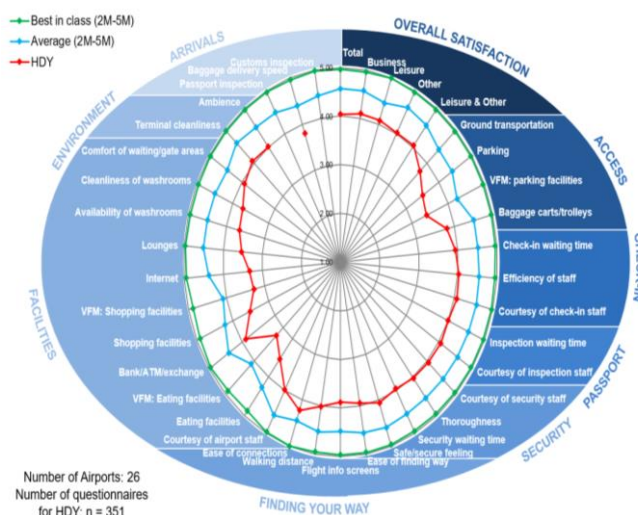 Best in class (2M-5M)
Average (2M-5M)
HDY
ARRIVALS
OVERALL SATISFACTION
ENVIRONMENT
ACCESS
CHECK-IN
FACILITIES
PASSPORT
SECURITY
FINDING YOUR WAY
Total
Business
Leisure
Other
Leisure & Other
Ground transportation
Parking
VFM: parking facilities
Baggage carts/trolleys
Check-in waiting time
Efficiency of staff
Courtesy of check-in staff
Inspection waiting time
Courtesy of inspection staff
Courtesy of security staff
Thoroughness
Security waiting time
Safe/secure feeling
Ease of finding way
Flight info screens
Walking distance
Ease of connections
Courtesy of airport staff
Eating facilities
VFM: Eating facilities
Bank/ATM/exchange
Shopping facilities
VFM: Shopping facilities
Internet
Lounges
Availability of washrooms
Cleanliness of washrooms
Comfort of waiting/gate areas
Terminal cleanliness
Ambience
Passport inspection
Baggage delivery speed
Customs inspection
5.00
4.00
3.00
2.00
1.00
Number of Airports: 26
Number of questionnaires
for HDY: n = 351